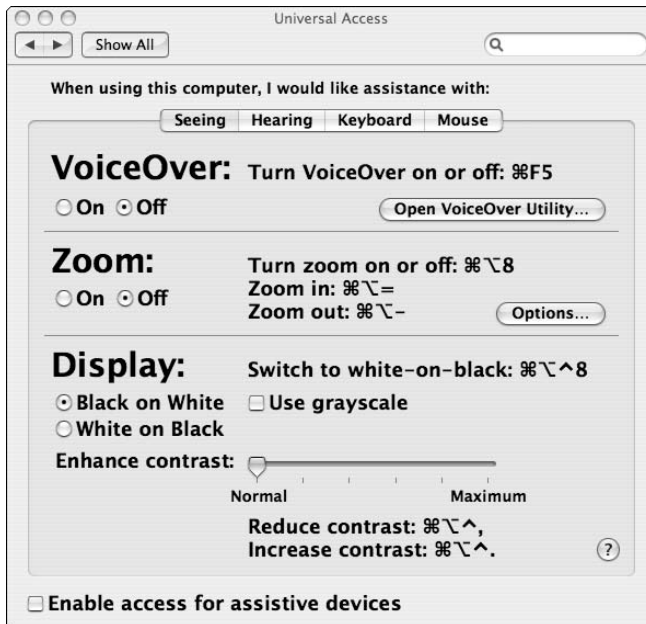 Universal Access
Show All
When using this computer, I would like assistance with:
Seeing Hearing Keyboard Mouse
VoiceOver: Turn VoiceOver on or off: ⌘F5
On Off Open VoiceOver Utility...
Zoom: Turn zoom on or off: ⌘⌥8
On Off Zoom in: ⌘⌥=
Zoom out: ⌘⌥- Options...
Display: Switch to white-on-black: ⌘⌥^8
Black on White Use grayscale
White on Black
Enhance contrast:
Normal Maximum
Reduce contrast: ⌘⌥^,
Increase contrast: ⌘⌥^. ?
Enable access for assistive devices